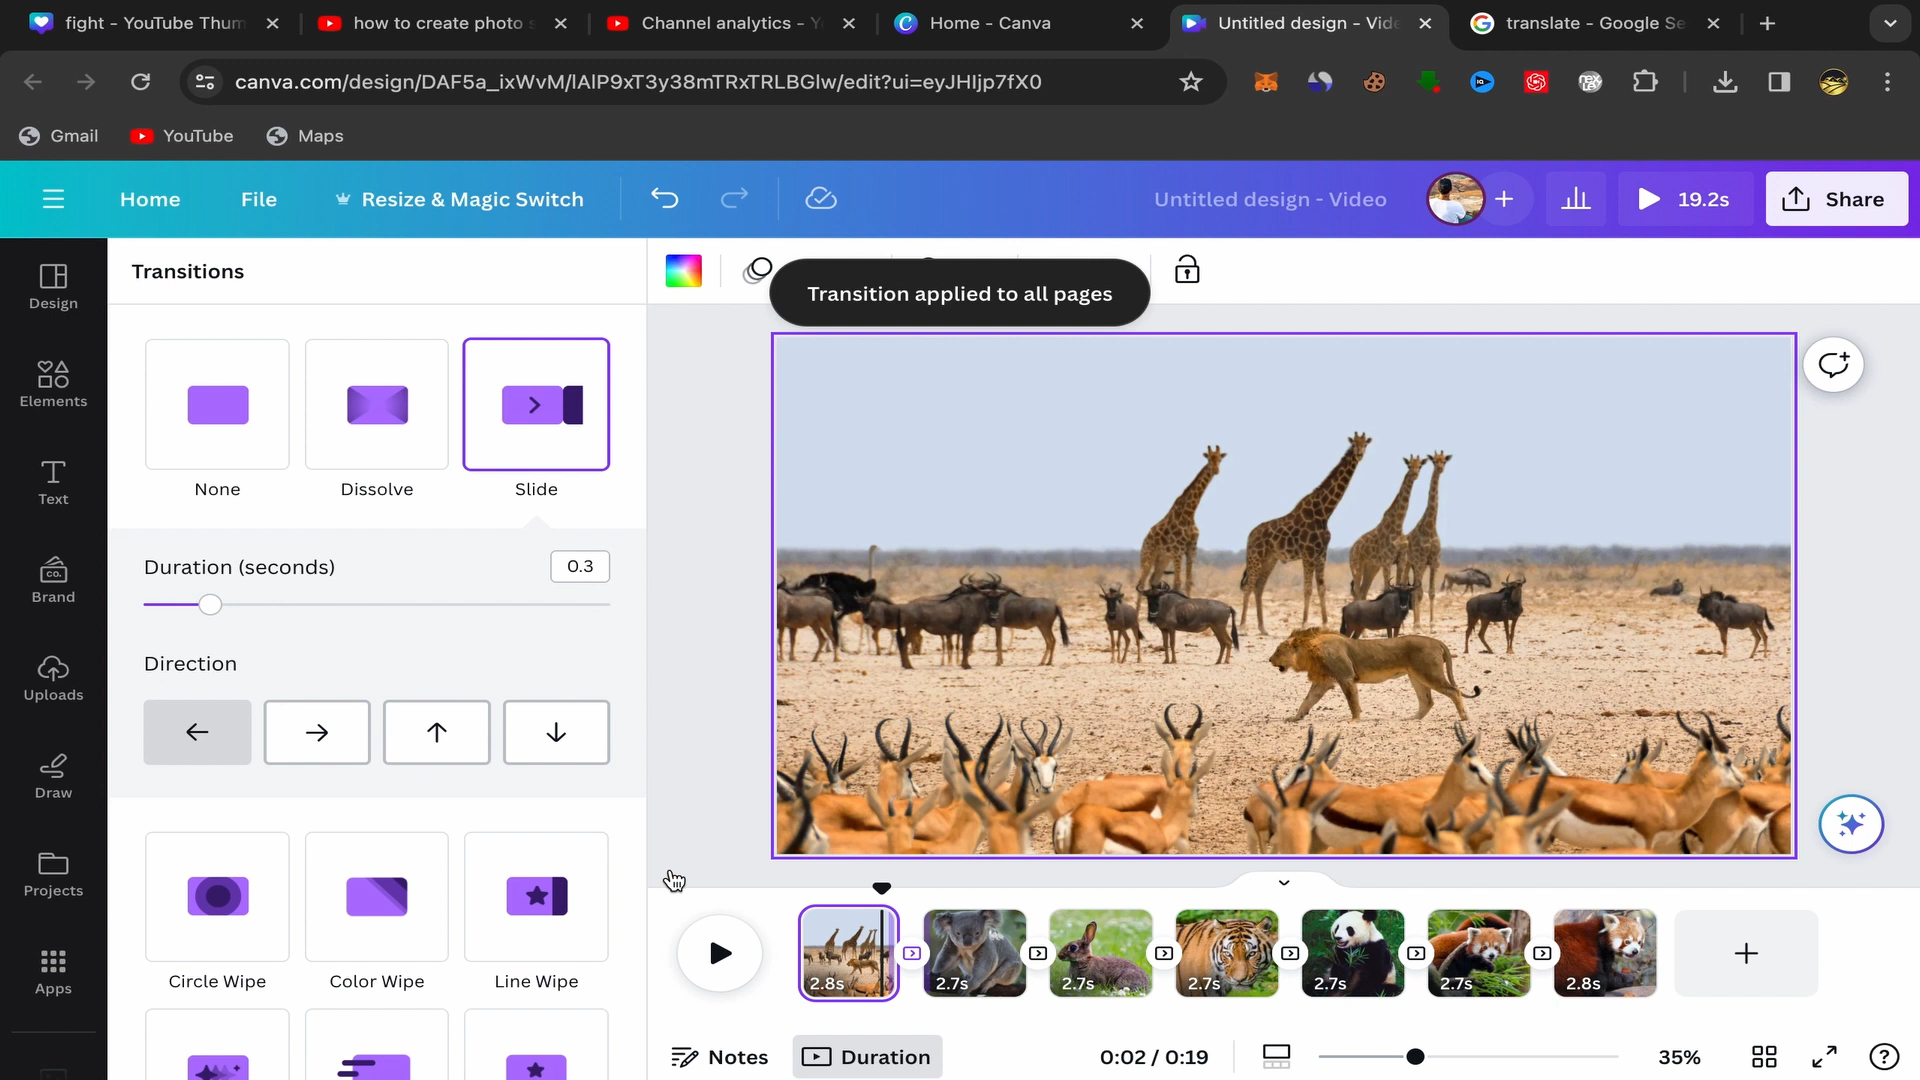 fight - YouTube Thum
how to create photo s
Channel analytics - Y
Home - Canva
Untitled design - Vide
translate - Google Se
canva.com/design/DAF5a_ixWvM/lAlP9xT3y38mTRxTRLBGlw/edit?ui=eyJHIjp7fX0
Gmail
YouTube
Maps
Home
File
Resize & Magic Switch
Untitled design - Video
19.2s
Share
Design
Elements
Text
Brand
Uploads
Draw
Projects
Apps
Transitions
None
Dissolve
Slide
Duration (seconds)
0.3
Direction
Circle Wipe
Color Wipe
Line Wipe
Transition applied to all pages
2.8s
2.7s
2.7s
2.7s
2.7s
2.7s
2.8s
Notes
Duration
0:02 / 0:19
35%